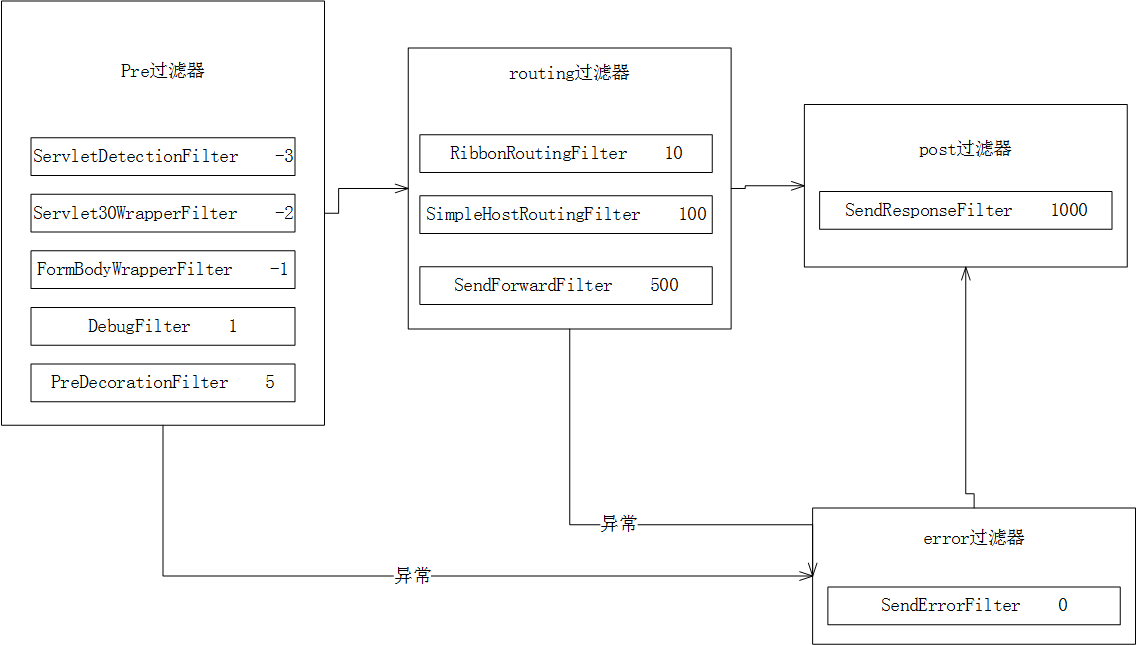 Pre过滤器
ServletDetectionFilter -3
Servlet30WrapperFilter -2
FormBodyWrapperFilter -1
DebugFilter 1
PreDecorationFilter 5
routing过滤器
RibbonRoutingFilter 10
SimpleHostRoutingFilter 100
SendForwardFilter 500
post过滤器
SendResponseFilter 1000
异常
异常
error过滤器
SendErrorFilter 0